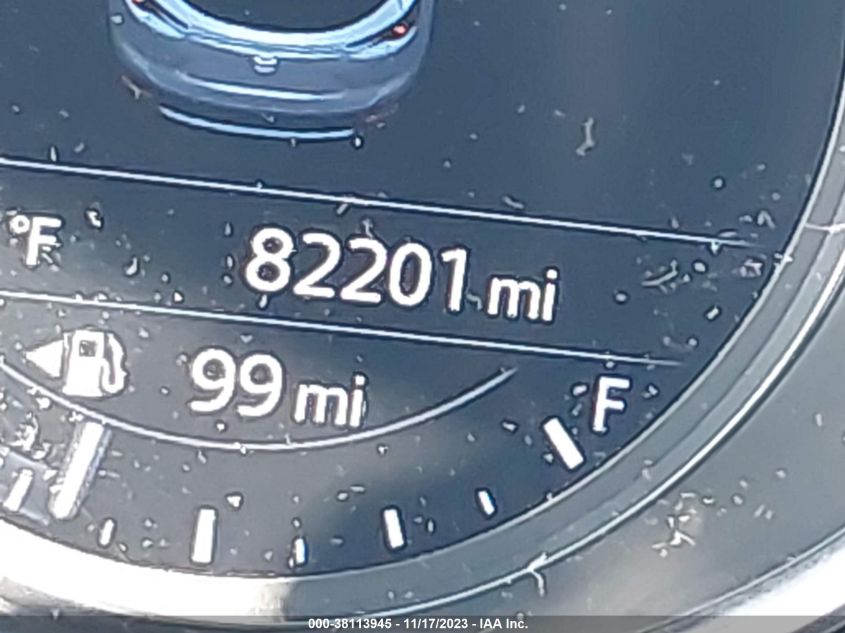 °F
82201 mi
99 mi
F
000-38113945 - 11/17/2023 - IAA Inc.